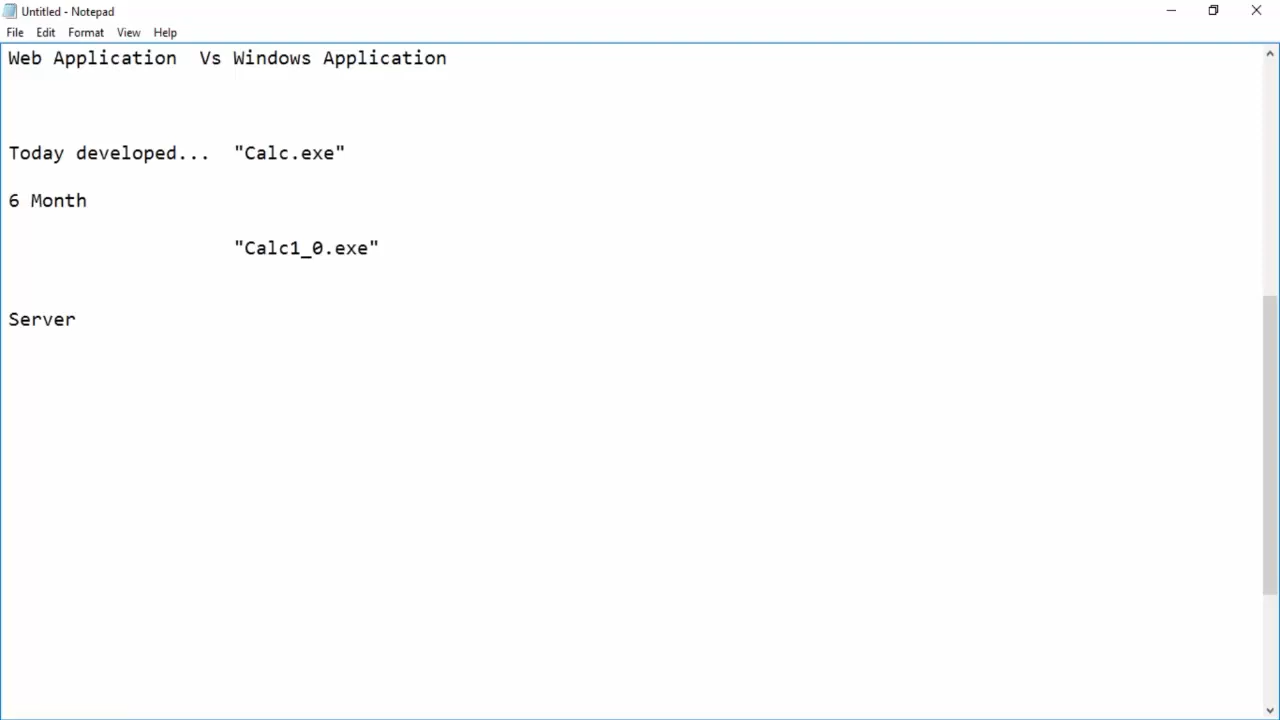 Untitled - Notepad
File Edit Format View Help
Web Application  Vs Windows Application
Today developed...  "Calc.exe"
6 Month
"Calc1_0.exe"
Server